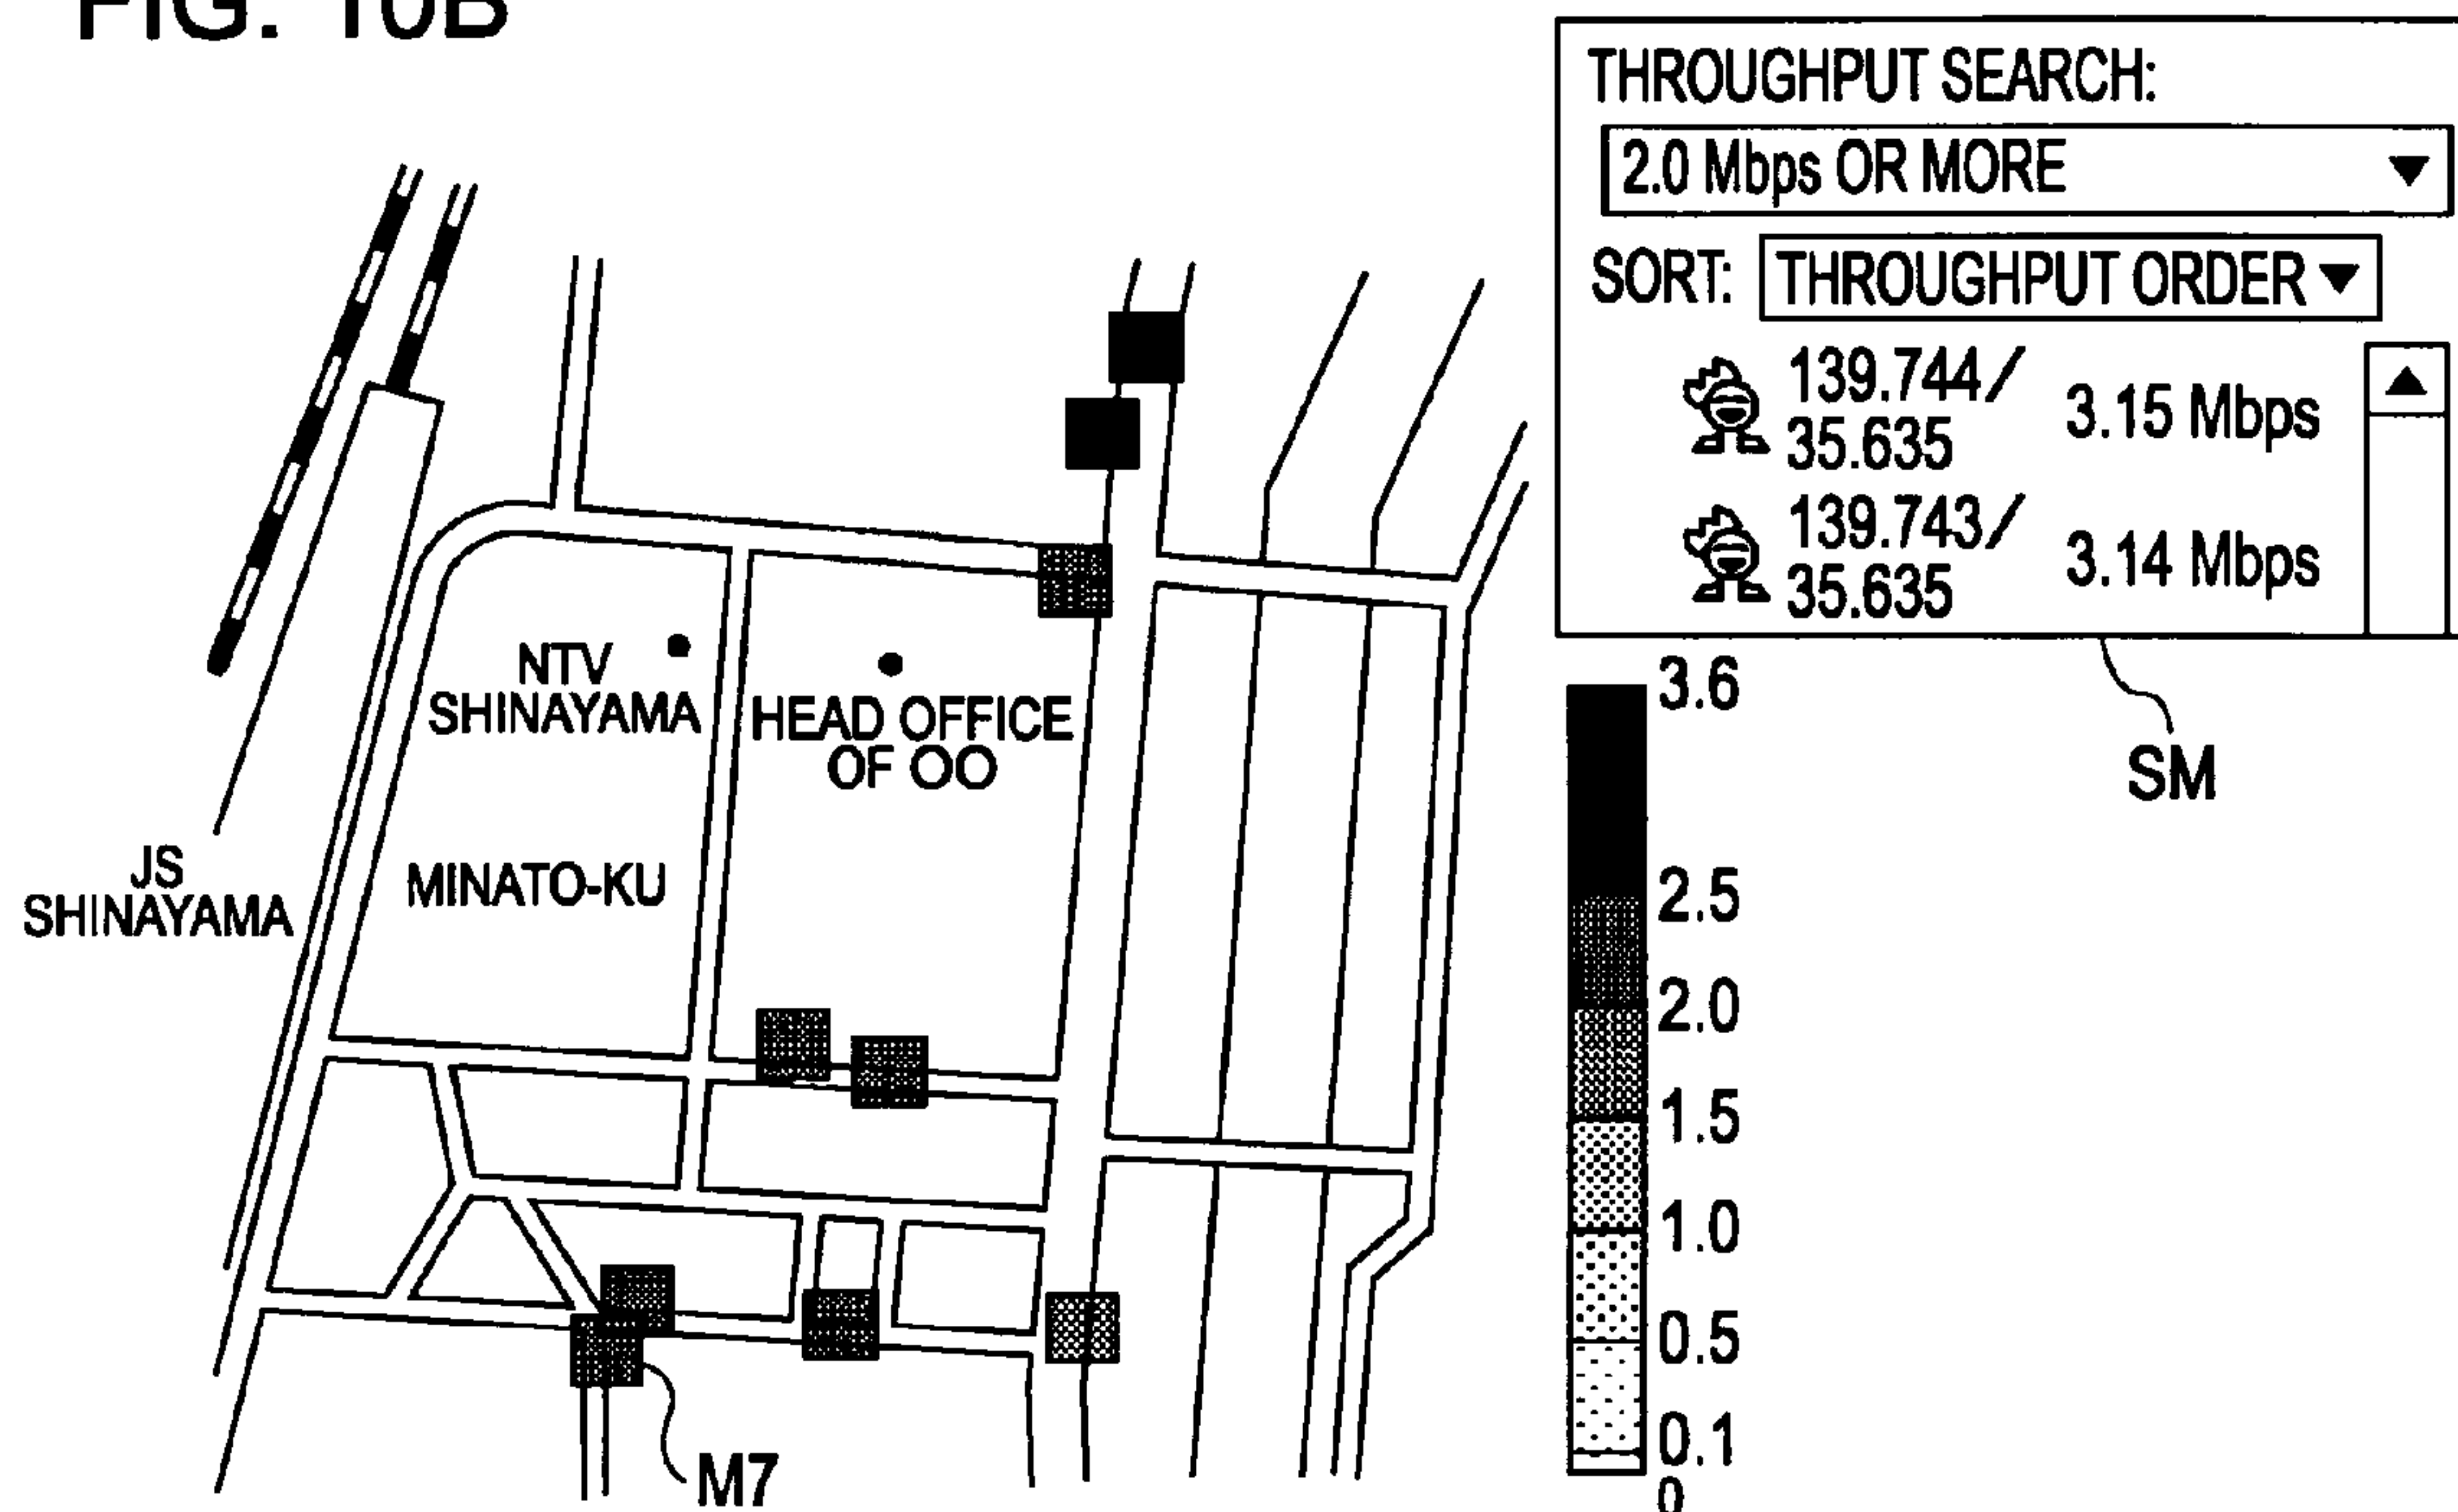 FIG. 10B
THROUGHPUT SEARCH:
2.0 Mbps OR MORE
SORT: THROUGHPUT ORDER
139.744/
35.635
3.15 Mbps
139.743/
35.635
3.14 Mbps
SM
NTV
SHINAYAMA
HEAD OFFICE
OF OO
MINATO-KU
JS
SHINAYAMA
M7
3.6
2.5
2.0
1.5
1.0
0.5
0.1
0